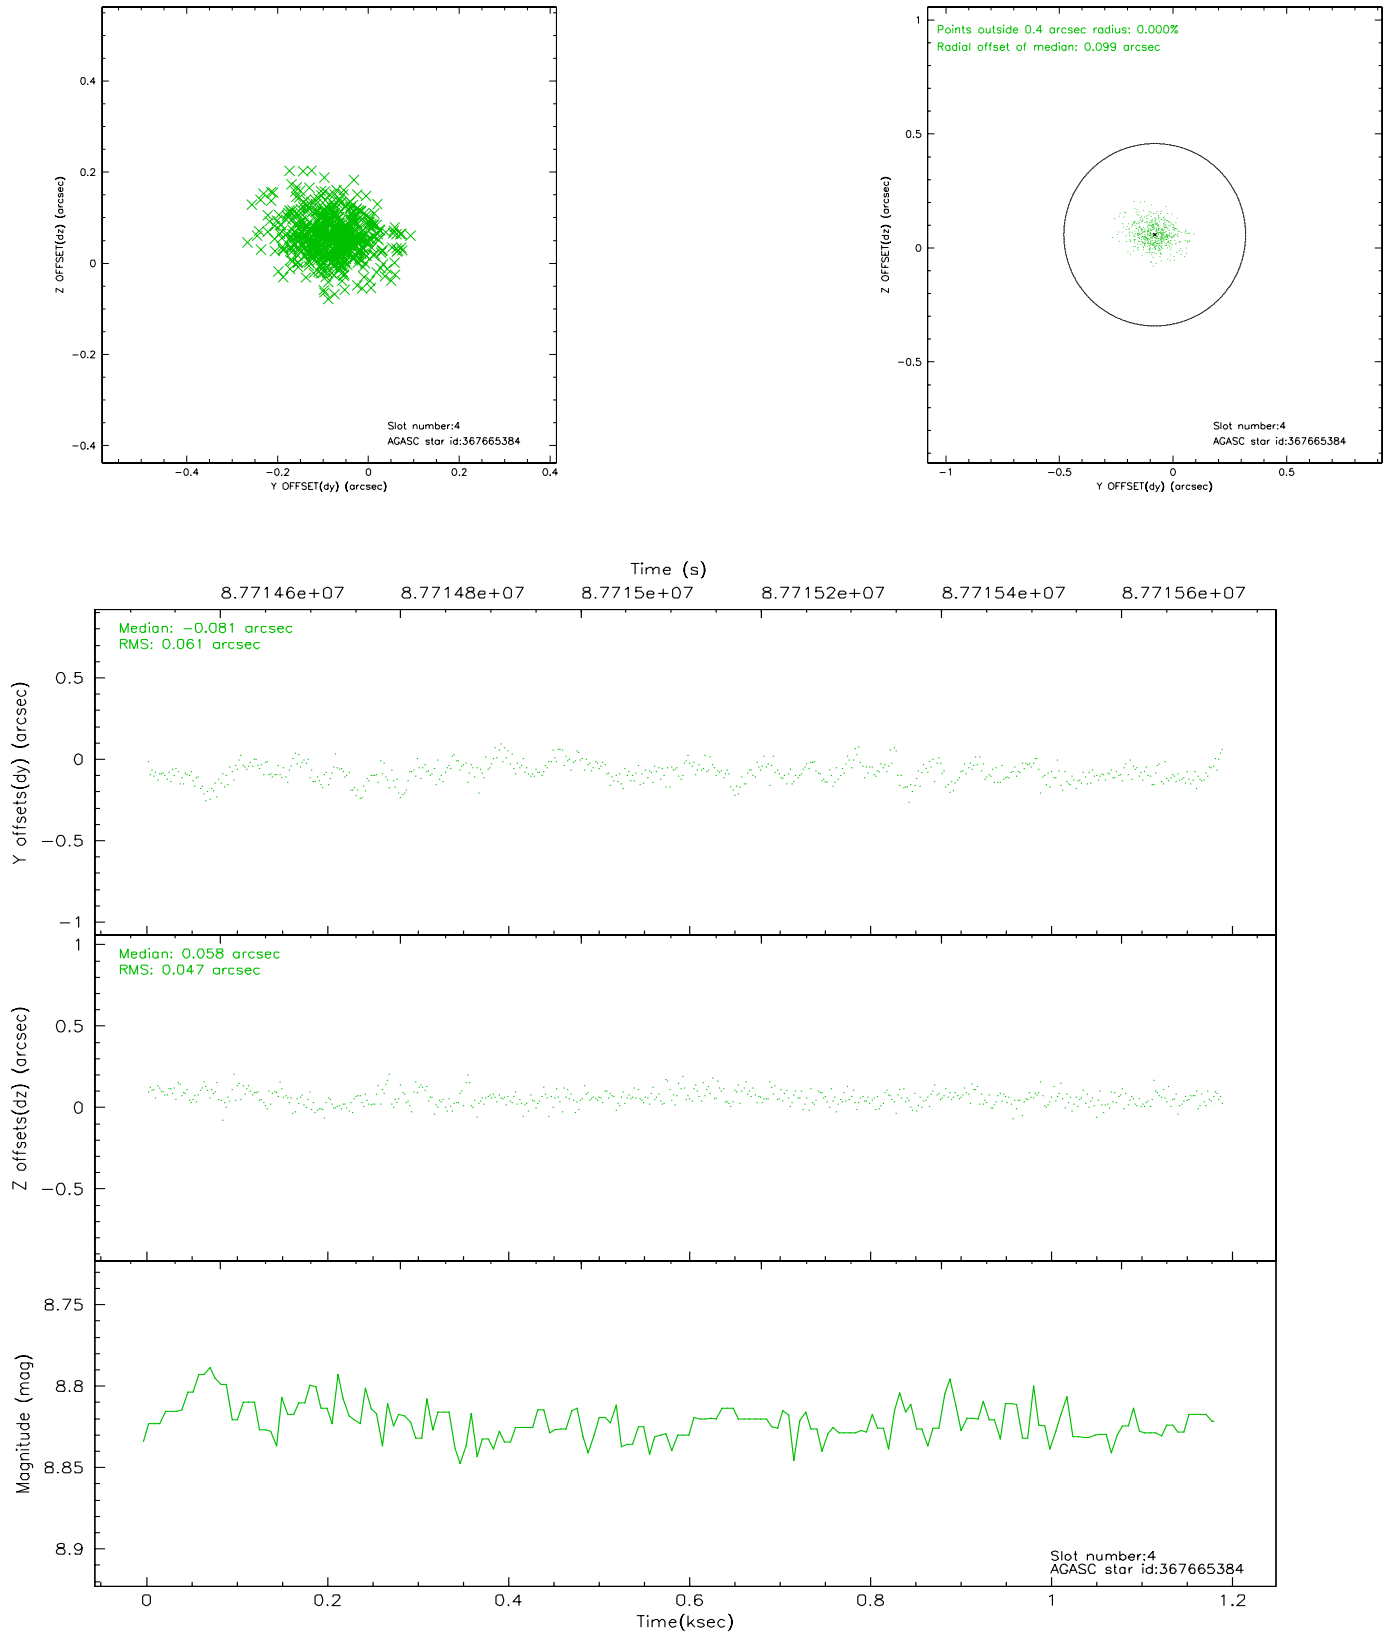 0.4
0.2
0
−0.2
−0.4
Z OFFSET(dz) (arcsec)
Slot number:4
AGASC star id:367665384
−0.4 −0.2 0 0.2 0.4
Y OFFSET(dy) (arcsec)
Points outside 0.4 arcsec radius: 0.000%
Radial offset of median: 0.099 arcsec
1
0.5
0
−0.5
Z OFFSET(dz) (arcsec)
Slot number:4
AGASC star id:367665384
−1 −0.5 0 0.5
Y OFFSET(dy) (arcsec)
Time (s)
8.77146e+07 8.77148e+07 8.7715e+07 8.77152e+07 8.77154e+07 8.77156e+07
Median: −0.081 arcsec
RMS: 0.061 arcsec
0.5
0
−0.5
−1
Y offsets(dy) (arcsec)
Median: 0.058 arcsec
RMS: 0.047 arcsec
1
0.5
0
−0.5
Z offsets(dz) (arcsec)
8.75
8.8
8.85
8.9
Magnitude (mag)
Slot number:4
AGASC star id:367665384
0 0.2 0.4 0.6 0.8 1 1.2
Time(ksec)